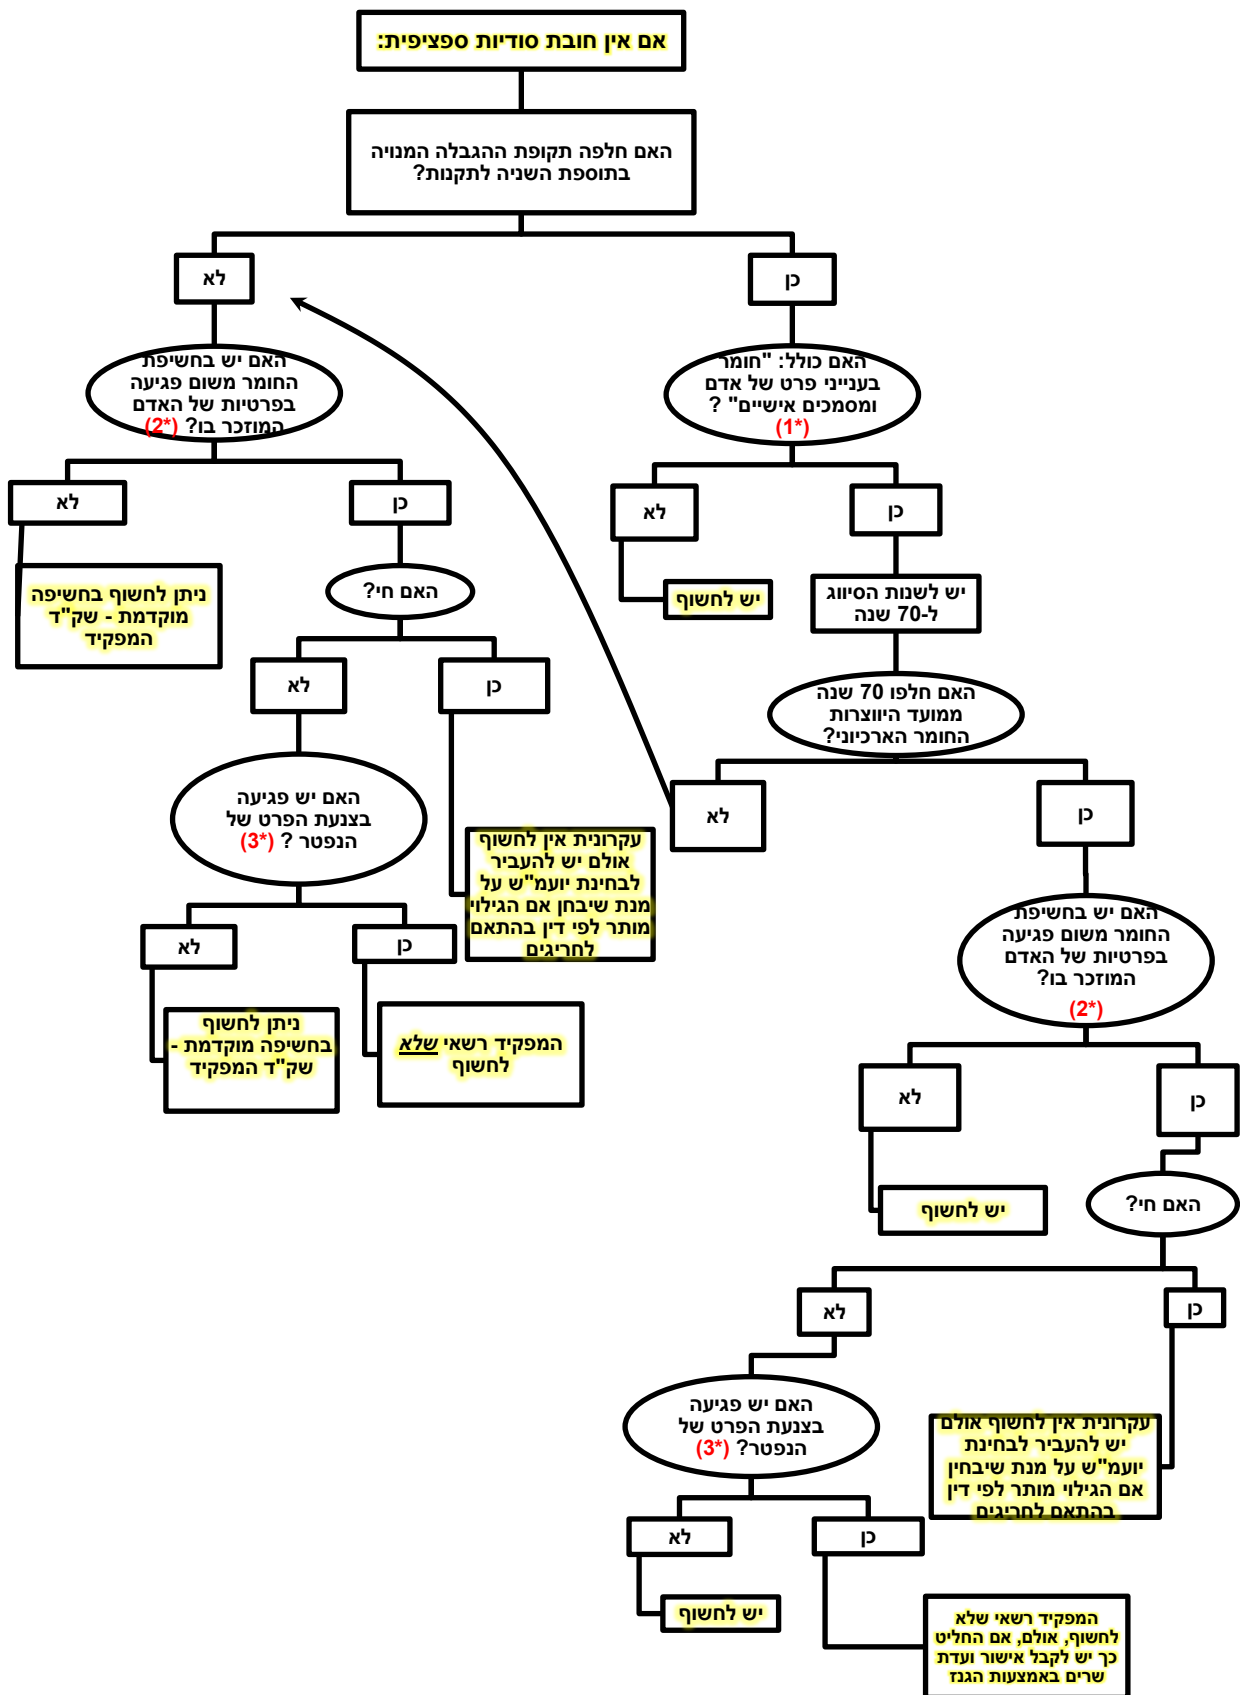 אם אין חובת סודיות ספציפית:
האם חלפה תקופת ההגבלה המנויה
בתוספת השניה לתקנות?
כן
לא
האם כולל: "חומר
בענייני פרט של אדם
ומסמכים אישיים" ?
(*1)
האם יש בחשיפת
החומר משום פגיעה
בפרטיות של האדם
המוזכר בו? (*2)
כן
לא
כן
לא
יש לשנות הסיווג
ל-70 שנה
יש לחשוף
האם חי?
ניתן לחשוף בחשיפה
מוקדמת - שק"ד
המפקיד
האם חלפו 70 שנה
ממועד היווצרות
החומר הארכיוני?
כן
לא
כן
לא
האם יש פגיעה
בצנעת הפרט של
הנפטר ? (*3)
עקרונית אין לחשוף
אולם יש להעביר
לבחינת יועמ"ש על
מנת שיבחן אם הגילוי
מותר לפי דין בהתאם
לחריגים
האם יש בחשיפת
החומר משום פגיעה
בפרטיות של האדם
המוזכר בו?
(*2)
כן
לא
המפקיד רשאי שלא
לחשוף
ניתן לחשוף
בחשיפה מוקדמת -
שק"ד המפקיד
כן
לא
האם חי?
יש לחשוף
כן
לא
האם יש פגיעה
בצנעת הפרט של
הנפטר? (*3)
עקרונית אין לחשוף אולם
יש להעביר לבחינת
יועמ"ש על מנת שיבחין
אם הגילוי מותר לפי דין
בהתאם לחריגים
כן
לא
יש לחשוף
המפקיד רשאי שלא
לחשוף, אולם, אם החליט
כך יש לקבל אישור ועדת
שרים באמצעות הגנז